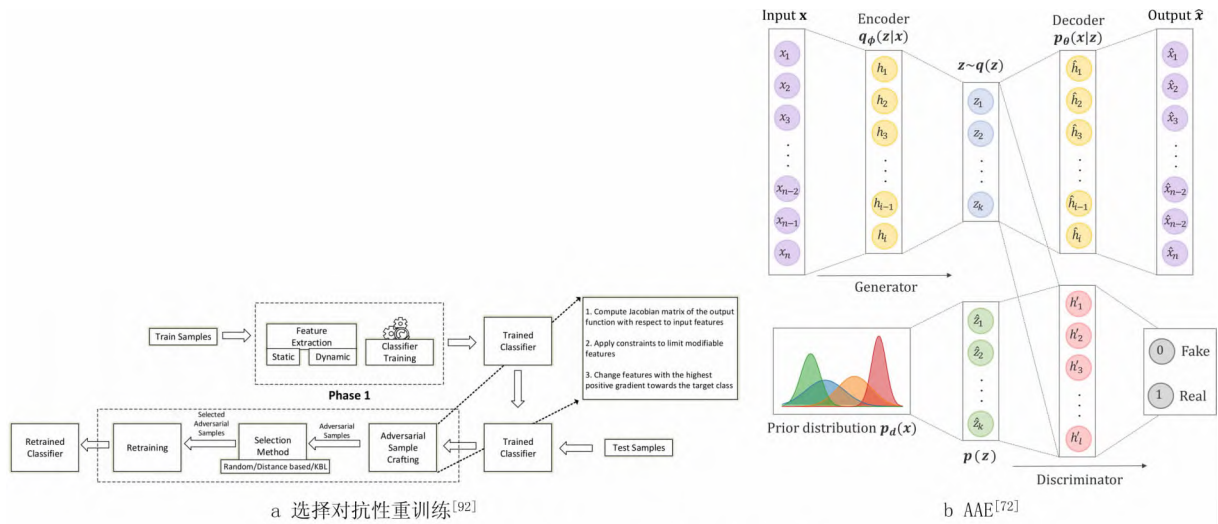 Train Samples
Feature
Extraction
Static
Dynamic
Classifier
Training
Phase 1
Trained
Classifier
1. Compute Jacobian matrix of the output
function with respect to input features
2. Apply constraints to limit modifiable
features
3. Change features with the highest
positive gradient towards the target class
Retrained
Classifier
Retraining
Selected
Adversarial
Samples
Selection
Method
Random/Distance based/KBL
Adversarial Samples
Adversarial
Sample
Crafting
Trained
Classifier
Test Samples
a 选择对抗性重训练[92]
Input x
x1
x2
x3
xn−2
xn−1
xn
Encoder
qϕ(z|x)
h1
h2
h3
hi−1
hi
z~q(z)
z1
z2
zk
Decoder
pθ(x|z)
ĥ1
ĥ2
ĥ3
ĥi−1
ĥi
Output x̂
x̂1
x̂2
x̂3
x̂n−2
x̂n−2
x̂n
Generator
Prior distribution pd(x)
ẑ1
ẑ2
ẑk
p(z)
h′1
h′2
h′3
h′l
0 Fake
1 Real
Discriminator
b AAE[72]